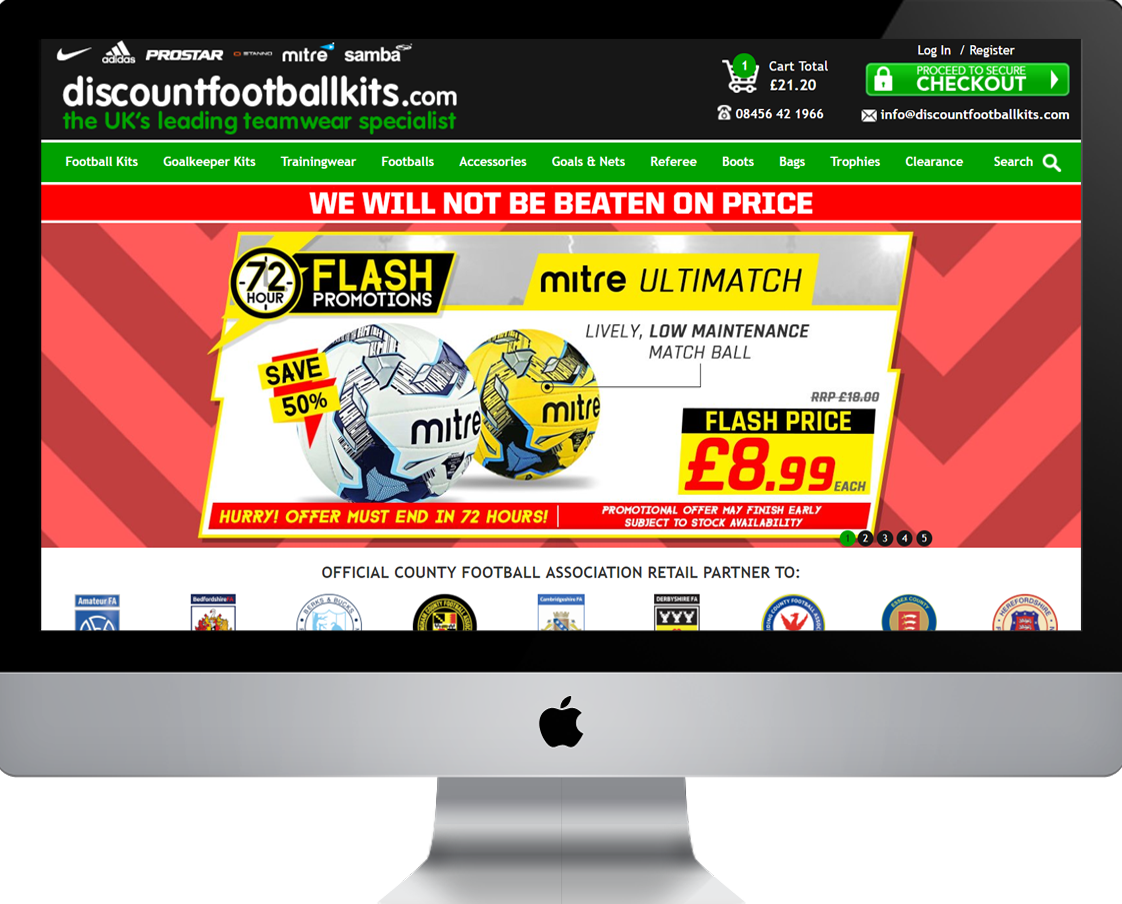 adidas PROSTAR STANNO mitre samba
discountfootballkits.com
the UK's leading teamwear specialist
1
Cart Total
£21.20
08456 42 1966
Log In / Register
PROCEED TO SECURE
CHECKOUT
info@discountfootballkits.com
Football Kits Goalkeeper Kits Trainingwear Footballs Accessories Goals & Nets Referee Boots Bags Trophies Clearance Search
WE WILL NOT BE BEATEN ON PRICE
72
HOUR
FLASH
PROMOTIONS
mitre ULTIMATCH
LIVELY, LOW MAINTENANCE
MATCH BALL
SAVE
50%
mitre
mitre
RRP £18.00
FLASH PRICE
£8.99 EACH
HURRY! OFFER MUST END IN 72 HOURS!
PROMOTIONAL OFFER MAY FINISH EARLY
SUBJECT TO STOCK AVAILABILITY
1 2 3 4 5
OFFICIAL COUNTY FOOTBALL ASSOCIATION RETAIL PARTNER TO:
Amateur FA
Bedfordshire FA
BERKS & BUCKS
COUNTY FOOTBALL
Cambridgeshire FA
DERBYSHIRE FA
COUNTY FOOTBALL
ESSEX COUNTY
HEREFORDSHIRE